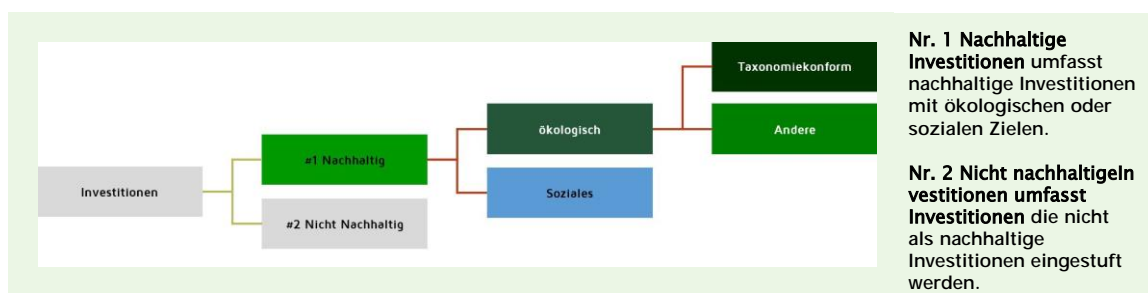 Taxonomiekonform
ökologisch
Andere
#1 Nachhaltig
Investitionen
Soziales
#2 Nicht Nachhaltig
Nr. 1 Nachhaltige
Investitionen umfasst
nachhaltige Investitionen
mit ökologischen oder
sozialen Zielen.
Nr. 2 Nicht nachhaltigeIn
vestitionen umfasst
Investitionen die nicht
als nachhaltige
Investitionen eingestuft
werden.